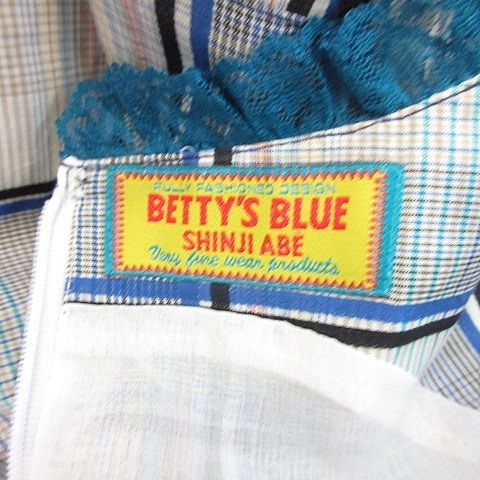 FULLY FASHIONED DESIGN
BETTY'S BLUE
SHINJI ABE
Very fine wear products